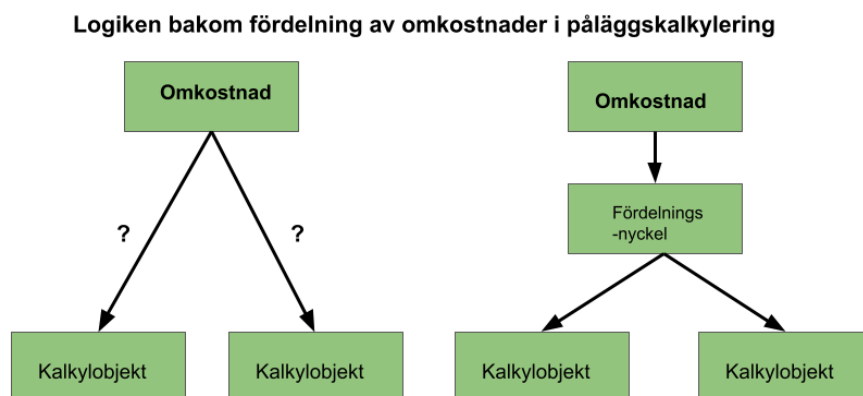 Logiken bakom fördelning av omkostnader i påläggskalkylering
Omkostnad
Omkostnad
Fördelnings
-nyckel
?
?
Kalkylobjekt
Kalkylobjekt
Kalkylobjekt
Kalkylobjekt